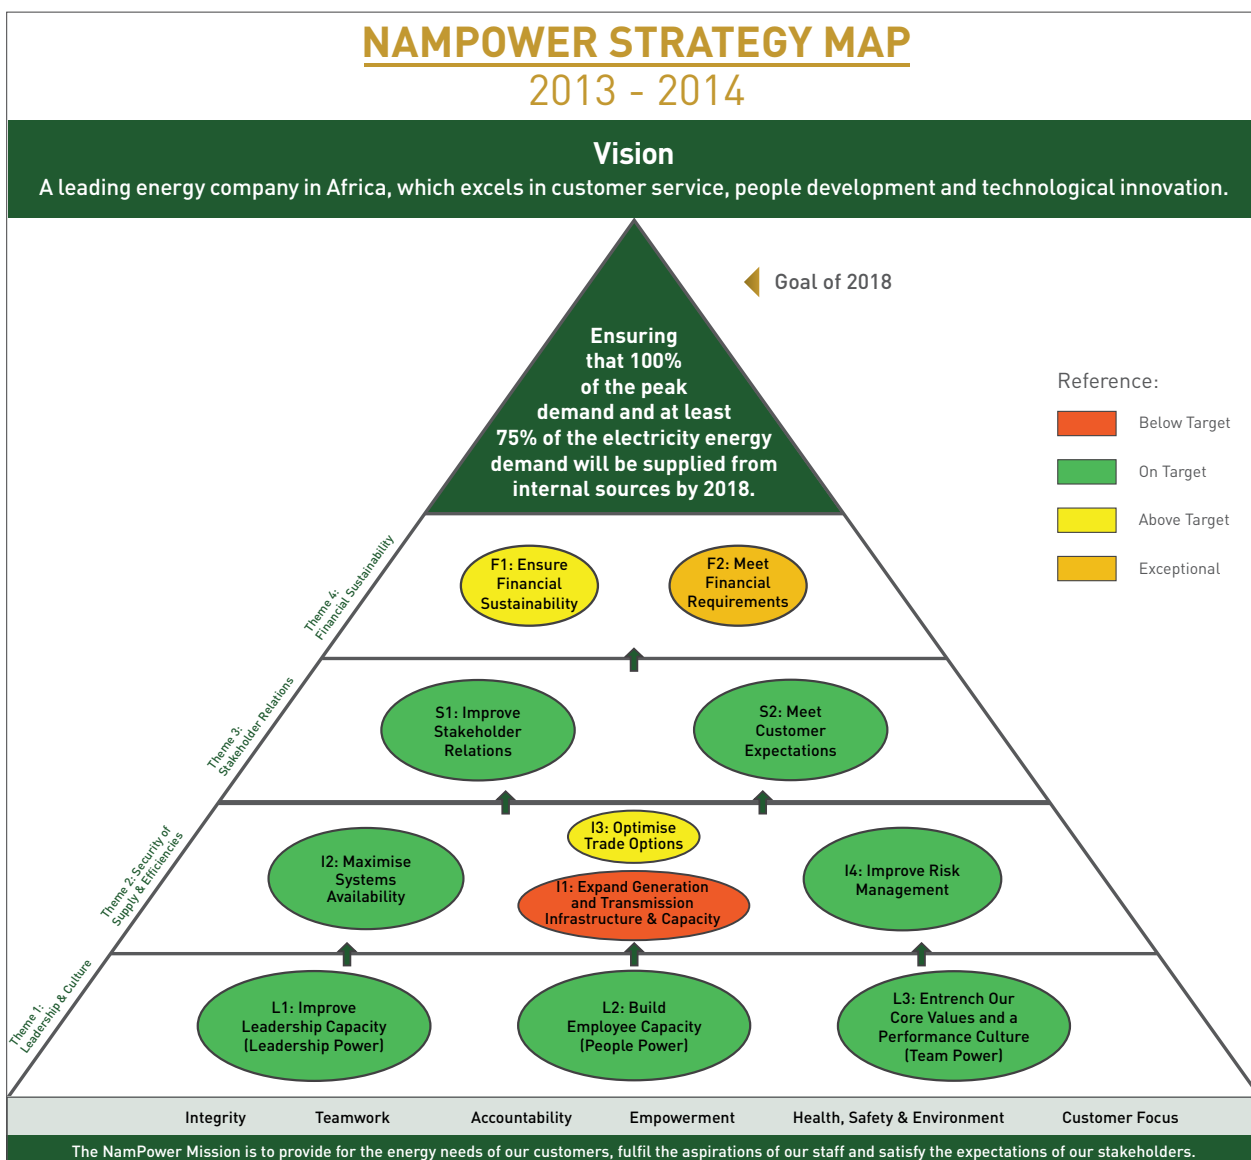 NAMPOWER STRATEGY MAP
2013 - 2014
Vision
A leading energy company in Africa, which excels in customer service, people development and technological innovation.
Goal of 2018
Ensuring
that 100%
of the peak
demand and at least
75% of the electricity energy
demand will be supplied from
internal sources by 2018.
Reference:
Below Target
On Target
Above Target
Exceptional
Theme 4:
Financial Sustainability
F1: Ensure
Financial
Sustainability
F2: Meet
Financial
Requirements
Theme 3:
Stakeholder Relations
S1: Improve
Stakeholder
Relations
S2: Meet
Customer
Expectations
Theme 2: Security of
Supply & Efficiencies
I2: Maximise
Systems
Availability
I3: Optimise
Trade Options
I1: Expand Generation
and Transmission
Infrastructure & Capacity
I4: Improve Risk
Management
Theme 1:
Leadership & Culture
L1: Improve
Leadership Capacity
(Leadership Power)
L2: Build
Employee Capacity
(People Power)
L3: Entrench Our
Core Values and a
Performance Culture
(Team Power)
Integrity Teamwork Accountability Empowerment Health, Safety & Environment Customer Focus
The NamPower Mission is to provide for the energy needs of our customers, fulfil the aspirations of our staff and satisfy the expectations of our stakeholders.